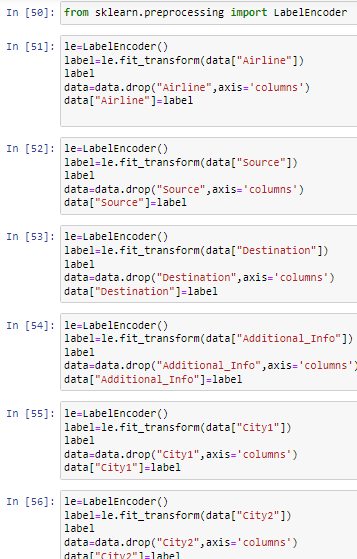 In [50]: from sklearn.preprocessing import LabelEncoder
In [51]: le=LabelEncoder()
label=le.fit_transform(data["Airline"])
label
data=data.drop("Airline",axis='columns')
data["Airline"]=label
In [52]: le=LabelEncoder()
label=le.fit_transform(data["Source"])
label
data=data.drop("Source",axis='columns')
data["Source"]=label
In [53]: le=LabelEncoder()
label=le.fit_transform(data["Destination"])
label
data=data.drop("Destination",axis='columns')
data["Destination"]=label
In [54]: le=LabelEncoder()
label=le.fit_transform(data["Additional_Info"])
label
data=data.drop("Additional_Info",axis='columns')
data["Additional_Info"]=label
In [55]: le=LabelEncoder()
label=le.fit_transform(data["City1"])
label
data=data.drop("City1",axis='columns')
data["City1"]=label
In [56]: le=LabelEncoder()
label=le.fit_transform(data["City2"])
label
data=data.drop("City2",axis='columns')
data["City2"]=label